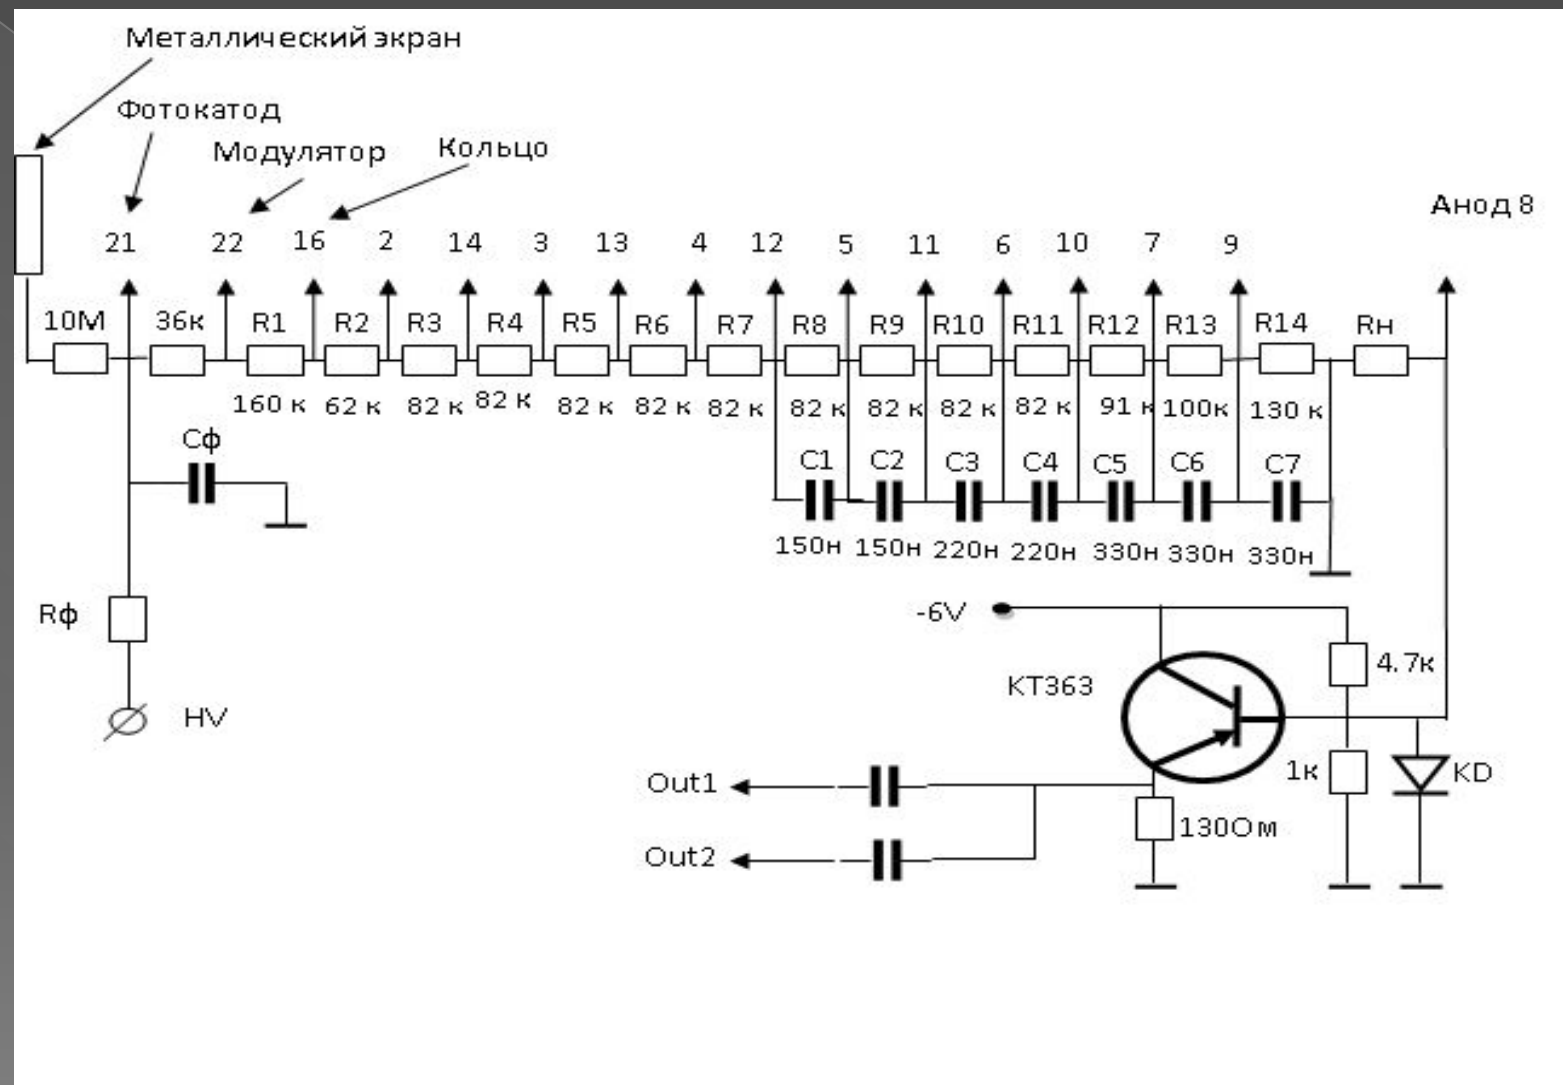 Металлический экран
Фотокатод
Модулятор
Кольцо
Анод 8
21 22 16 2 14 3 13 4 12 5 11 6 10 7 9
10М 36к R1 R2 R3 R4 R5 R6 R7 R8 R9 R10 R11 R12 R13 R14 Rн
160 к 62 к 82 к 82 к 82 к 82 к 82 к 82 к 82 к 82 к 82 к 91 к 100к 130 к
Сф
C1 C2 C3 C4 C5 C6 C7
150н 150н 220н 220н 330н 330н 330н
Rф
-6V
4.7к
КТ363
HV
1к
KD
Out1
130Ом
Out2